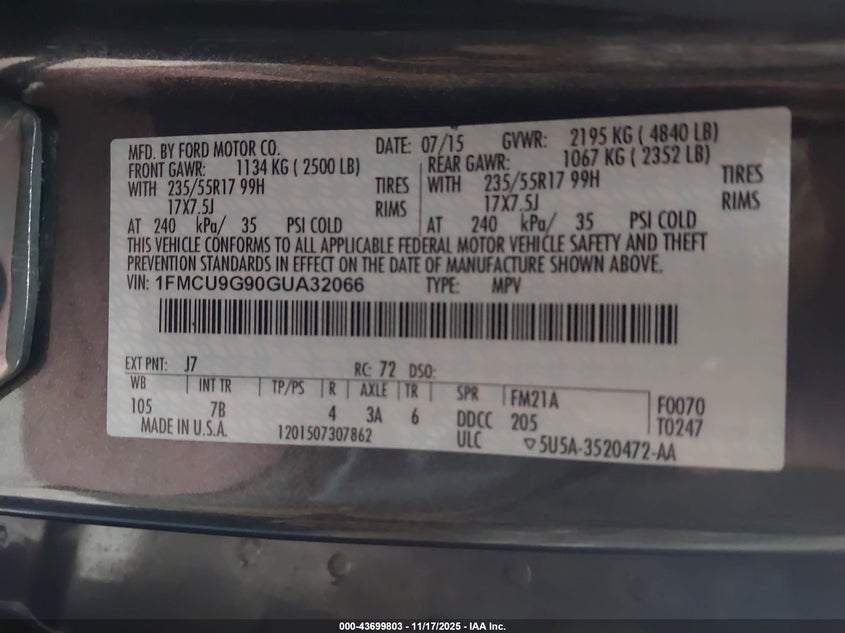 MFD. BY FORD MOTOR CO. DATE: 07/15 GVWR: 2195 KG ( 4840 LB)
FRONT GAWR: 1134 KG ( 2500 LB) REAR GAWR: 1067 KG ( 2352 LB)
WITH 235/55R17 99H TIRES WITH 235/55R17 99H TIRES
17X7.5J RIMS 17X7.5J RIMS
AT 240 kPa/ 35 PSI COLD AT 240 kPa/ 35 PSI COLD
THIS VEHICLE CONFORMS TO ALL APPLICABLE FEDERAL MOTOR VEHICLE SAFETY AND THEFT
PREVENTION STANDARDS IN EFFECT ON THE DATE OF MANUFACTURE SHOWN ABOVE.
VIN: 1FMCU9G90GUA32066 TYPE: MPV
EXT PNT: J7 RC: 72 DSO:
WB INT TR TP/PS R AXLE TR SPR FM21A F0070
105 7B 4 3A 6 DDCC 205 T0247
MADE IN U.S.A. 1201507307862 ULC ▽5U5A-3520472-AA
000-43699803 - 11/17/2025 - IAA Inc.